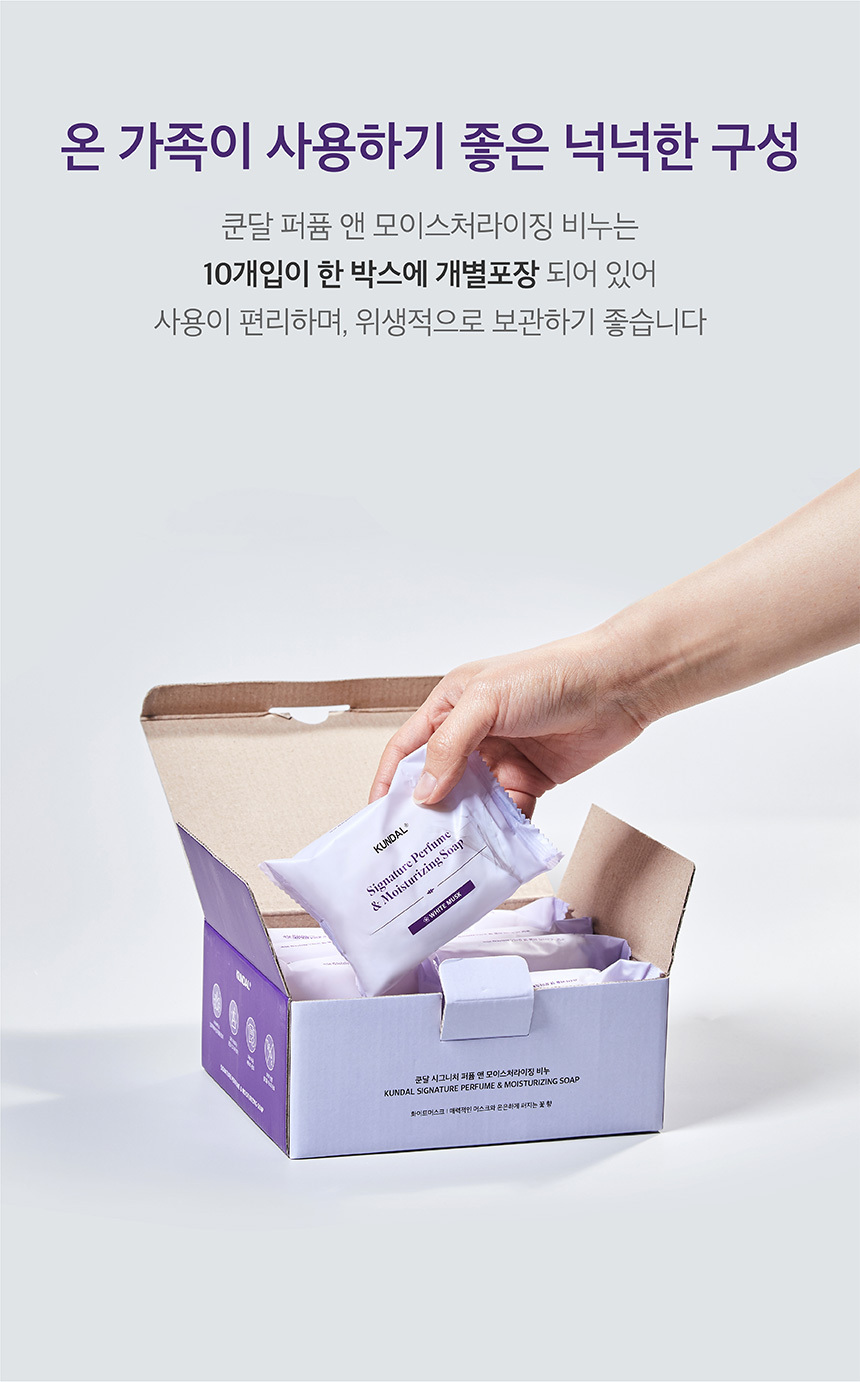 온 가족이 사용하기 좋은 넉넉한 구성
쿤달 퍼퓸 앤 모이스처라이징 비누는
10개입이 한 박스에 개별포장 되어 있어
사용이 편리하며, 위생적으로 보관하기 좋습니다
KUNDAL
Signature Perfume
& Moisturizing Soap
WHITE MUSK
KUNDAL
쿤달 시그니처 퍼퓸 앤 모이스처라이징 비누
KUNDAL SIGNATURE PERFUME & MOISTURIZING SOAP
화이트머스크 | 매력적인 머스크와 은은하게 퍼지는 꽃 향